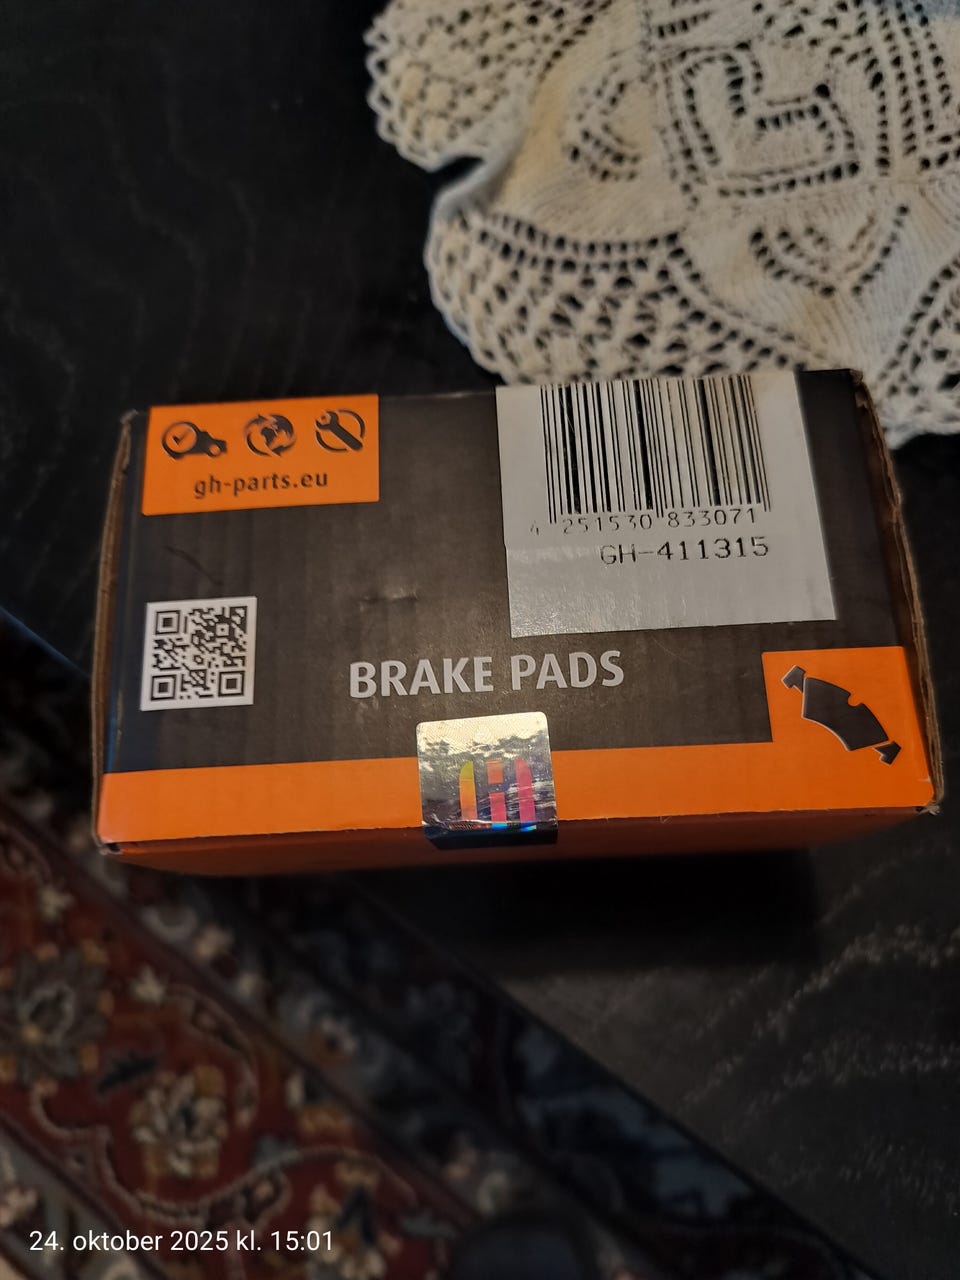 gh-parts.eu
4 251530 833071
GH-411315
BRAKE PADS
24. oktober 2025 kl. 15:01